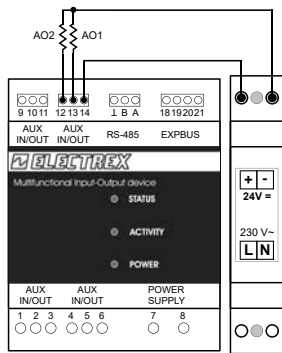 AO2 AO1
9 10 11 12 13 14 ⊥ B A 18 19 20 21
AUX IN/OUT AUX IN/OUT RS-485 EXPBUS
ELECTREX
Multifunctional Input-Output device
STATUS
ACTIVITY
POWER
AUX IN/OUT AUX IN/OUT POWER SUPPLY
1 2 3 4 5 6 7 8
+ -
24V =
230 V~
L N